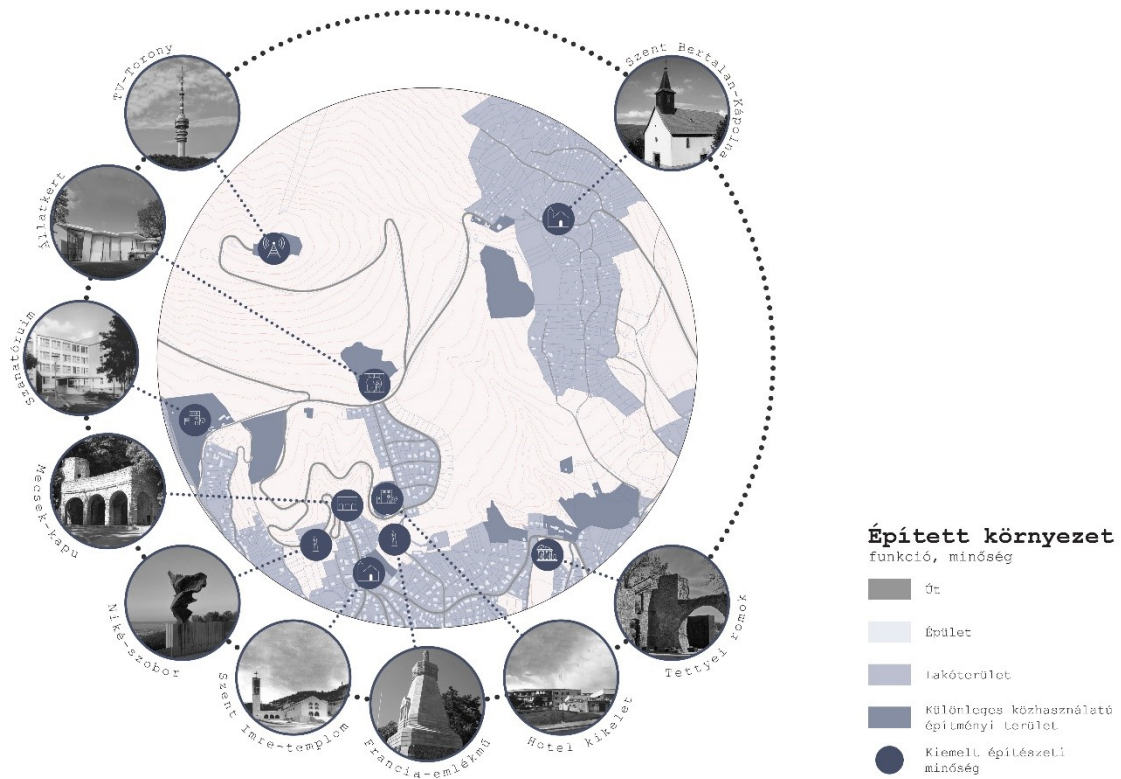 TV-Torony
Szent Bertalan-Kápolna
Állatkert
Szanatóruim
Mecsek-kapu
Niké-szobor
Szent Imre-templom
Francia-emlékmű
Hotel kikelet
Tettyei romok
Épített környezet
funkció, minőség
Út
Épület
Lakóterület
Különleges közhasználatú
építményi terület
Kiemelt építészeti
minőség